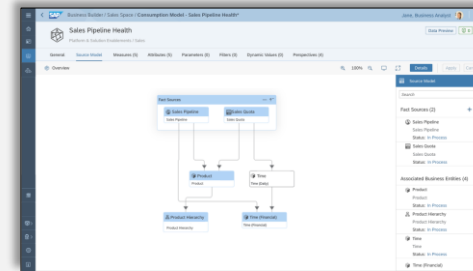 SAP Business Builder / Sales Space / Consumption Model - Sales Pipeline Health*
Jane, Business Analyst
Sales Pipeline Health
Data Preview
General Source Model Measures (5) Attributes (5) Parameters (0) Filters (0) Dynamic Values (0) Perspectives (4)
Overview 100% Details
Source Model
Search
Fact Sources (2)
Sales Pipeline
Sales Pipeline
Status: In Process
Sales Quota
Sales Quota
Status: In Process
Associated Business Entities (4)
Product
Product
Status: In Process
Product Hierarchy
Product Hierarchy
Status: In Process
Time
Time
Status: In Process
Time (Financial)
Fact Sources
Sales Pipeline
Sales Pipeline
Sales Quota
Sales Quota
Product
Product
Time
Time (Daily)
Product Hierarchy
Product Hierarchy
Time (Financial)
Time (Financial)